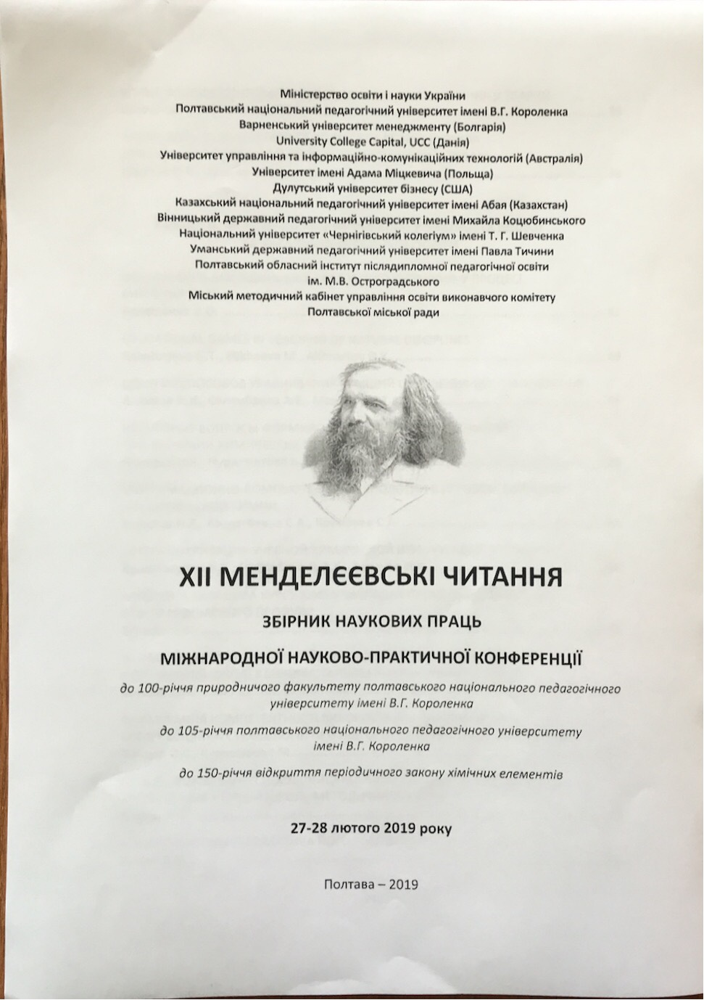 Міністерство освіти і науки України
Полтавський національний педагогічний університет імені В.Г. Короленка
Варненський університет менеджменту (Болгарія)
University College Capital, UCC (Данія)
Університет управління та інформаційно-комунікаційних технологій (Австралія)
Університет імені Адама Міцкевича (Польща)
Дулутський університет бізнесу (США)
Казахський національний педагогічний університет імені Абая (Казахстан)
Вінницький державний педагогічний університет імені Михайла Коцюбинського
Національний університет «Чернігівський колегіум» імені Т. Г. Шевченка
Уманський державний педагогічний університет імені Павла Тичини
Полтавський обласний інститут післядипломної педагогічної освіти
ім. М.В. Остроградського
Міський методичний кабінет управління освіти виконавчого комітету
Полтавської міської ради
ХІІ МЕНДЕЛЄЄВСЬКІ ЧИТАННЯ
ЗБІРНИК НАУКОВИХ ПРАЦЬ
МІЖНАРОДНОЇ НАУКОВО-ПРАКТИЧНОЇ КОНФЕРЕНЦІЇ
до 100-річчя природничого факультету полтавського національного педагогічного
університету імені В.Г. Короленка
до 105-річчя полтавського національного педагогічного університету
імені В.Г. Короленка
до 150-річчя відкриття періодичного закону хімічних елементів
27-28 лютого 2019 року
Полтава – 2019